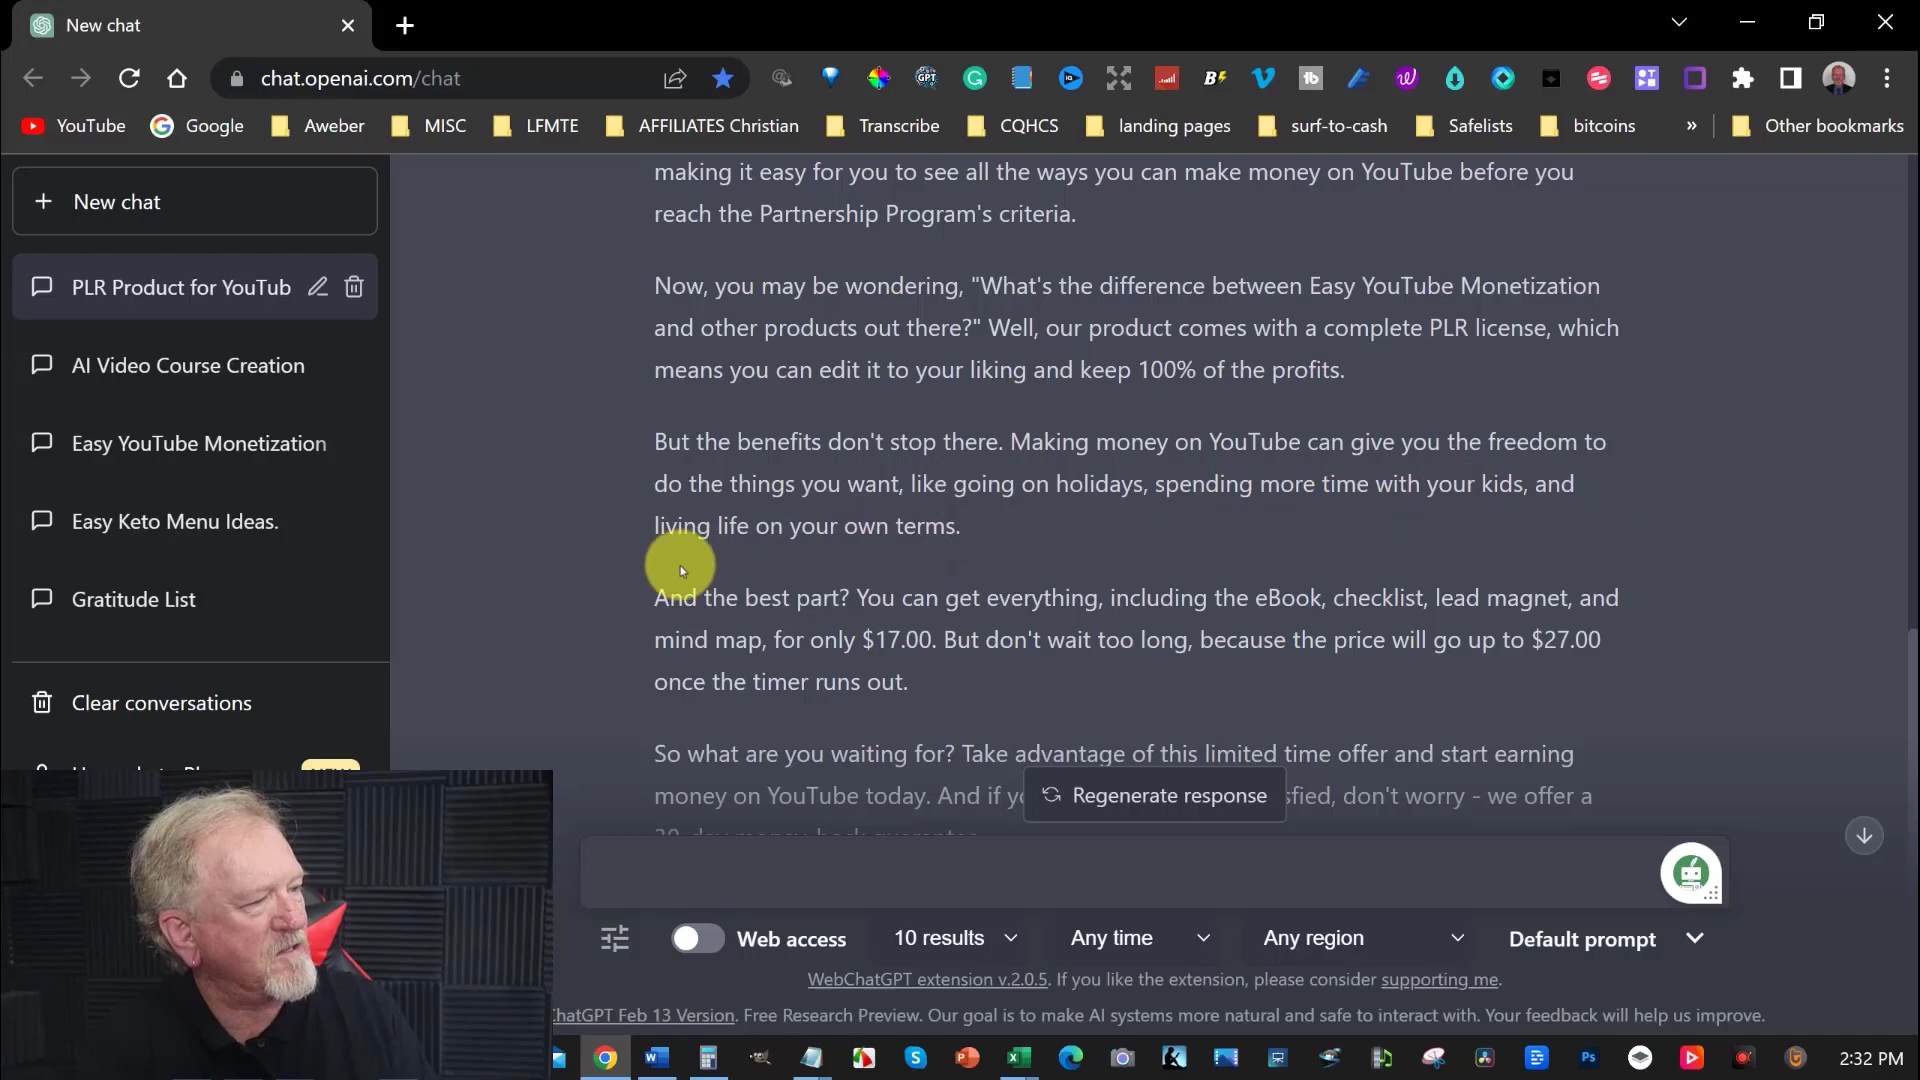 New chat
chat.openai.com/chat
YouTube Google Aweber MISC LFMTE AFFILIATES Christian Transcribe CQHCS landing pages surf-to-cash Safelists bitcoins » Other bookmarks
New chat
PLR Product for YouTub
AI Video Course Creation
Easy YouTube Monetization
Easy Keto Menu Ideas.
Gratitude List
Clear conversations
making it easy for you to see all the ways you can make money on YouTube before you
reach the Partnership Program's criteria.
Now, you may be wondering, "What's the difference between Easy YouTube Monetization
and other products out there?" Well, our product comes with a complete PLR license, which
means you can edit it to your liking and keep 100% of the profits.
But the benefits don't stop there. Making money on YouTube can give you the freedom to
do the things you want, like going on holidays, spending more time with your kids, and
living life on your own terms.
And the best part? You can get everything, including the eBook, checklist, lead magnet, and
mind map, for only $17.00. But don't wait too long, because the price will go up to $27.00
once the timer runs out.
So what are you waiting for? Take advantage of this limited time offer and start earning
money on YouTube today. And if
sfied, don't worry - we offer a
Regenerate response
Web access 10 results Any time Any region Default prompt
WebChatGPT extension v.2.0.5. If you like the extension, please consider supporting me.
ChatGPT Feb 13 Version. Free Research Preview. Our goal is to make AI systems more natural and safe to interact with. Your feedback will help us improve.
2:32 PM